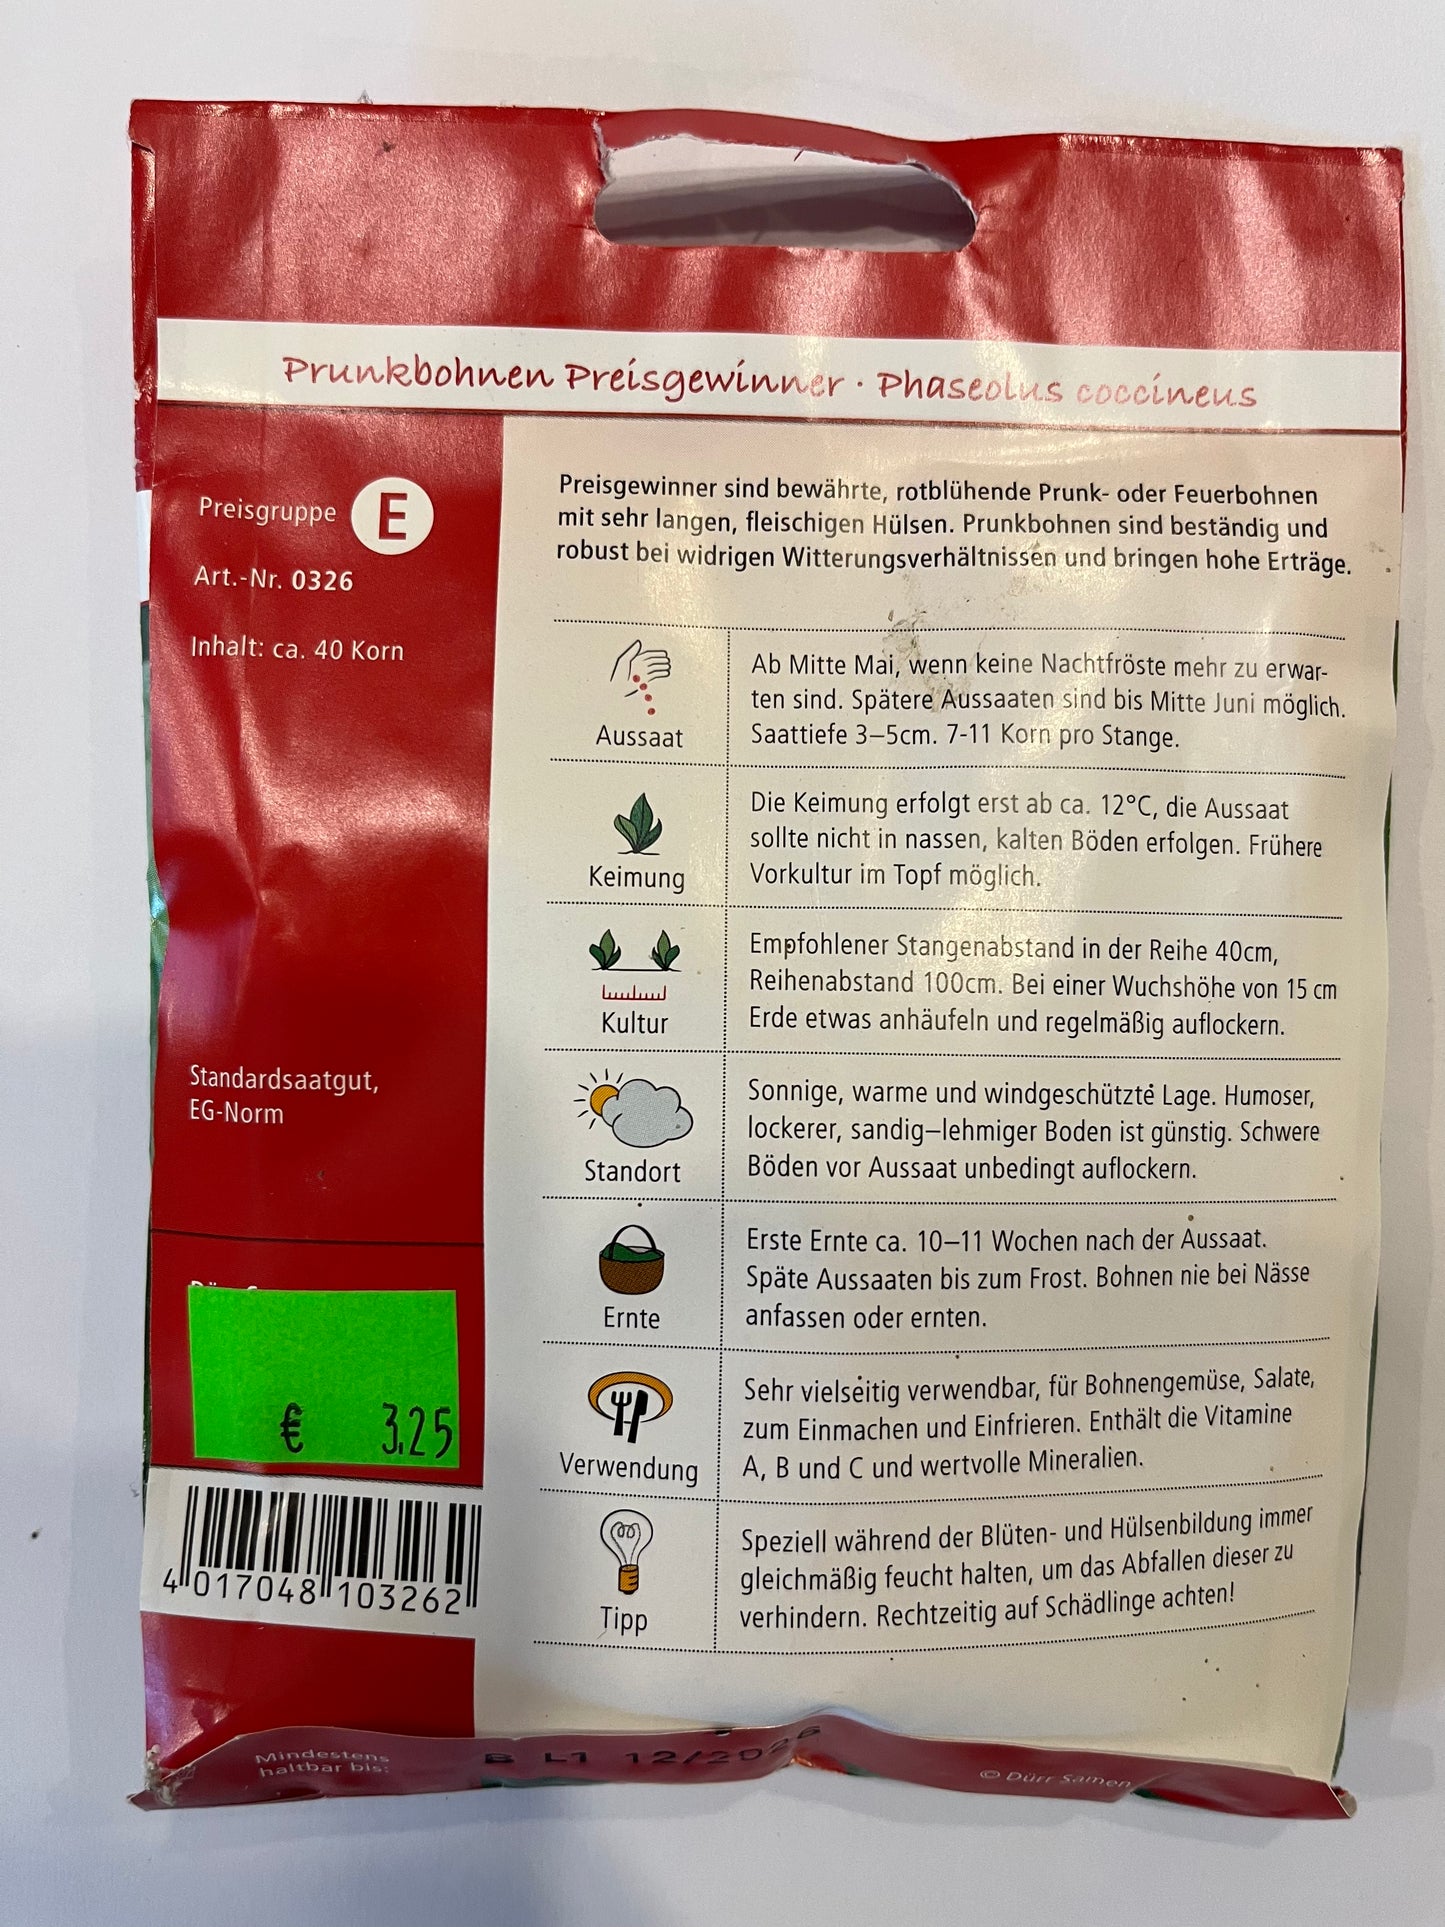 Prunkbohnen Preisgewinner · Phaseolus coccineus
Preisgruppe E
Art.-Nr. 0326
Inhalt: ca. 40 Korn
Standardsaatgut,
EG-Norm
€ 3.25
4 017048 103262
Preisgewinner sind bewährte, rotblühende Prunk- oder Feuerbohnen
mit sehr langen, fleischigen Hülsen. Prunkbohnen sind beständig und
robust bei widrigen Witterungsverhältnissen und bringen hohe Erträge.
Aussaat
Ab Mitte Mai, wenn keine Nachtfröste mehr zu erwar-
ten sind. Spätere Aussaaten sind bis Mitte Juni möglich.
Saattiefe 3–5cm. 7-11 Korn pro Stange.
Keimung
Die Keimung erfolgt erst ab ca. 12°C, die Aussaat
sollte nicht in nassen, kalten Böden erfolgen. Frühere
Vorkultur im Topf möglich.
Kultur
Empfohlener Stangenabstand in der Reihe 40cm,
Reihenabstand 100cm. Bei einer Wuchshöhe von 15 cm
Erde etwas anhäufeln und regelmäßig auflockern.
Standort
Sonnige, warme und windgeschützte Lage. Humoser,
lockerer, sandig–lehmiger Boden ist günstig. Schwere
Böden vor Aussaat unbedingt auflockern.
Ernte
Erste Ernte ca. 10–11 Wochen nach der Aussaat.
Späte Aussaaten bis zum Frost. Bohnen nie bei Nässe
anfassen oder ernten.
Verwendung
Sehr vielseitig verwendbar, für Bohnengemüse, Salate,
zum Einmachen und Einfrieren. Enthält die Vitamine
A, B und C und wertvolle Mineralien.
Tipp
Speziell während der Blüten- und Hülsenbildung immer
gleichmäßig feucht halten, um das Abfallen dieser zu
verhindern. Rechtzeitig auf Schädlinge achten!
Mindestens
haltbar bis:
B L1 12/2026
© Dürr Samen